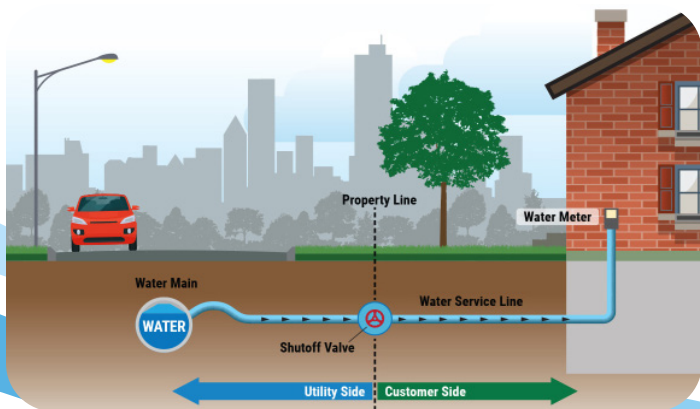 Property Line
Water Meter
Water Main
WATER
Water Service Line
Shutoff Valve
Utility Side
Customer Side